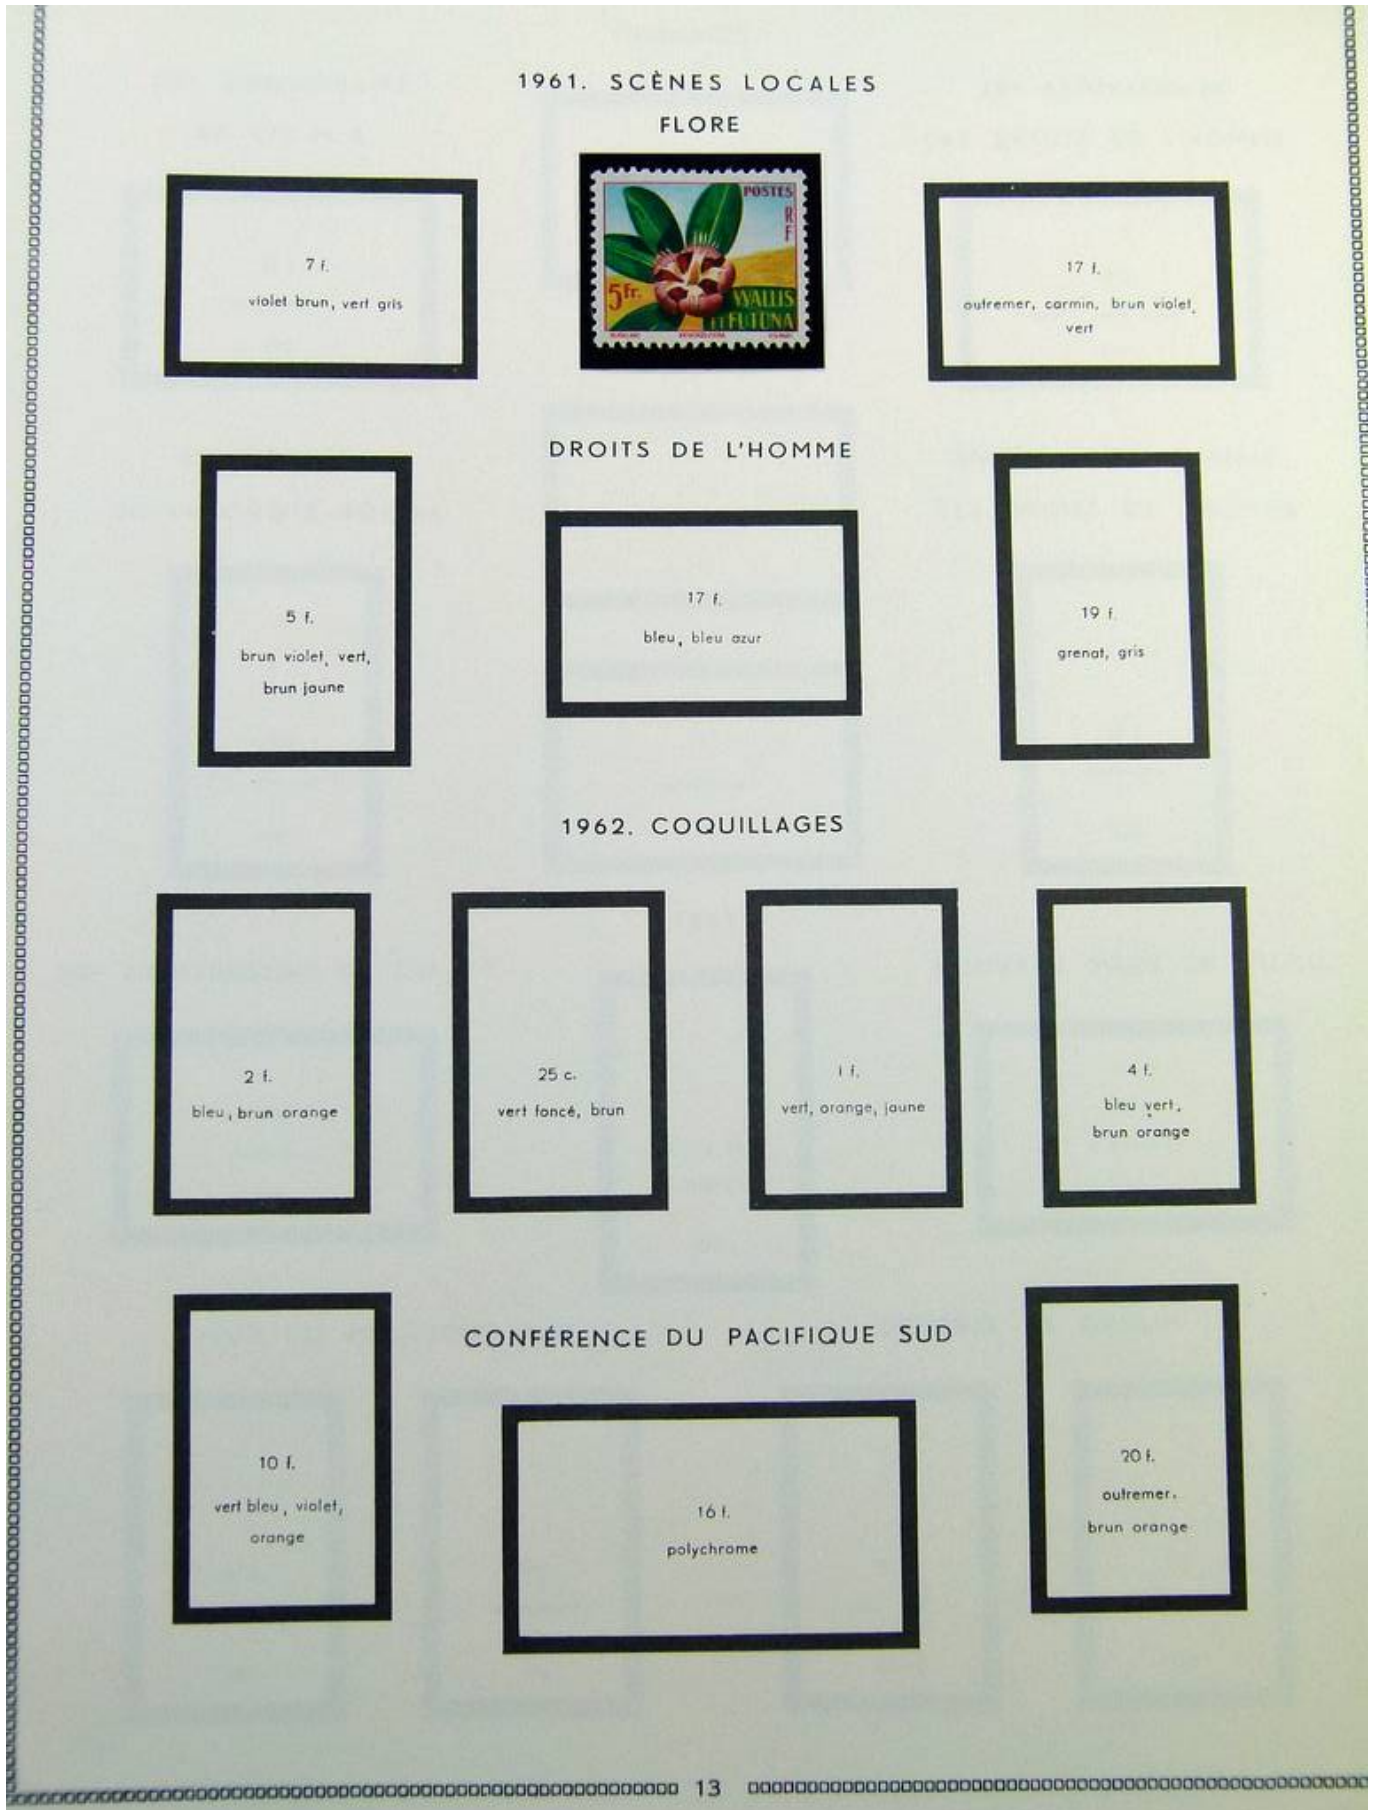 1961. SCÈNES LOCALES
FLORE
7 f.
violet brun, vert gris
POSTES
RF
5fr.
WALLIS
ET FUTUNA
17 f.
outremer, carmin, brun violet,
vert
DROITS DE L'HOMME
5 f.
brun violet, vert,
brun jaune
17 f.
bleu, bleu azur
19 f.
grenat, gris
1962. COQUILLAGES
2 f.
bleu, brun orange
25 c.
vert foncé, brun
1 f.
vert, orange, jaune
4 f.
bleu vert,
brun orange
10 f.
vert bleu, violet,
orange
CONFÉRENCE DU PACIFIQUE SUD
16 f.
polychrome
20 f.
outremer.
brun orange
13